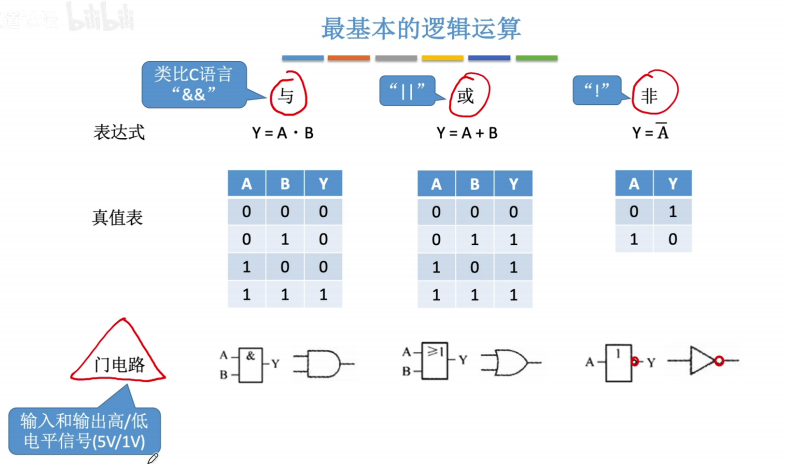 bilibili
最基本的逻辑运算
类比C语言
“&&”
与
“||”
或
“!”
非
表达式
Y = A · B
Y = A + B
Y = A̅
真值表
A B Y
0 0 0
0 1 0
1 0 0
1 1 1
A B Y
0 0 0
0 1 1
1 0 1
1 1 1
A Y
0 1
1 0
门电路
A
B
&
Y
A
B
≥1
Y
A
1
Y
输入和输出高/低
电平信号(5V/1V)